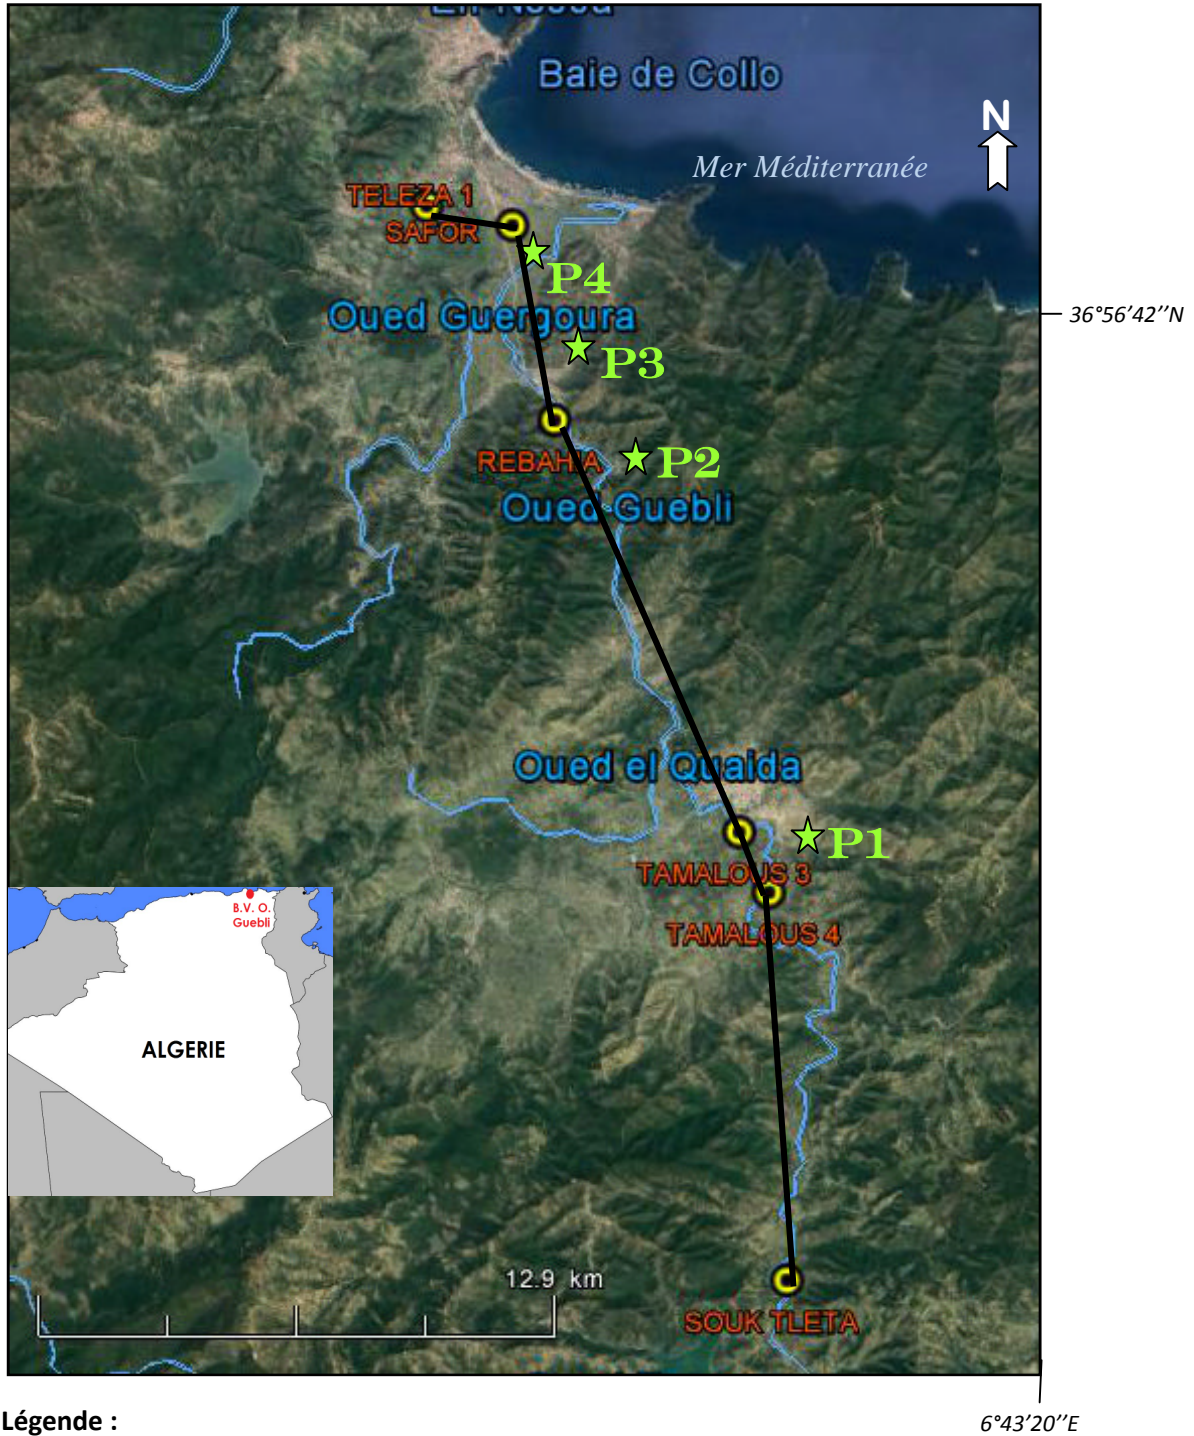 Baie de Collo
N
Mer Méditerranée
TELEZA 1
SAFOR
P4
Oued Guergoura
36°56'42''N
P3
REBAHIA
P2
Oued Guebli
Oued el Quaida
P1
TAMALOUS 3
TAMALOUS 4
B.V. O.
Guebli
ALGERIE
12.9 km
SOUK TLETA
Légende :
6°43'20''E